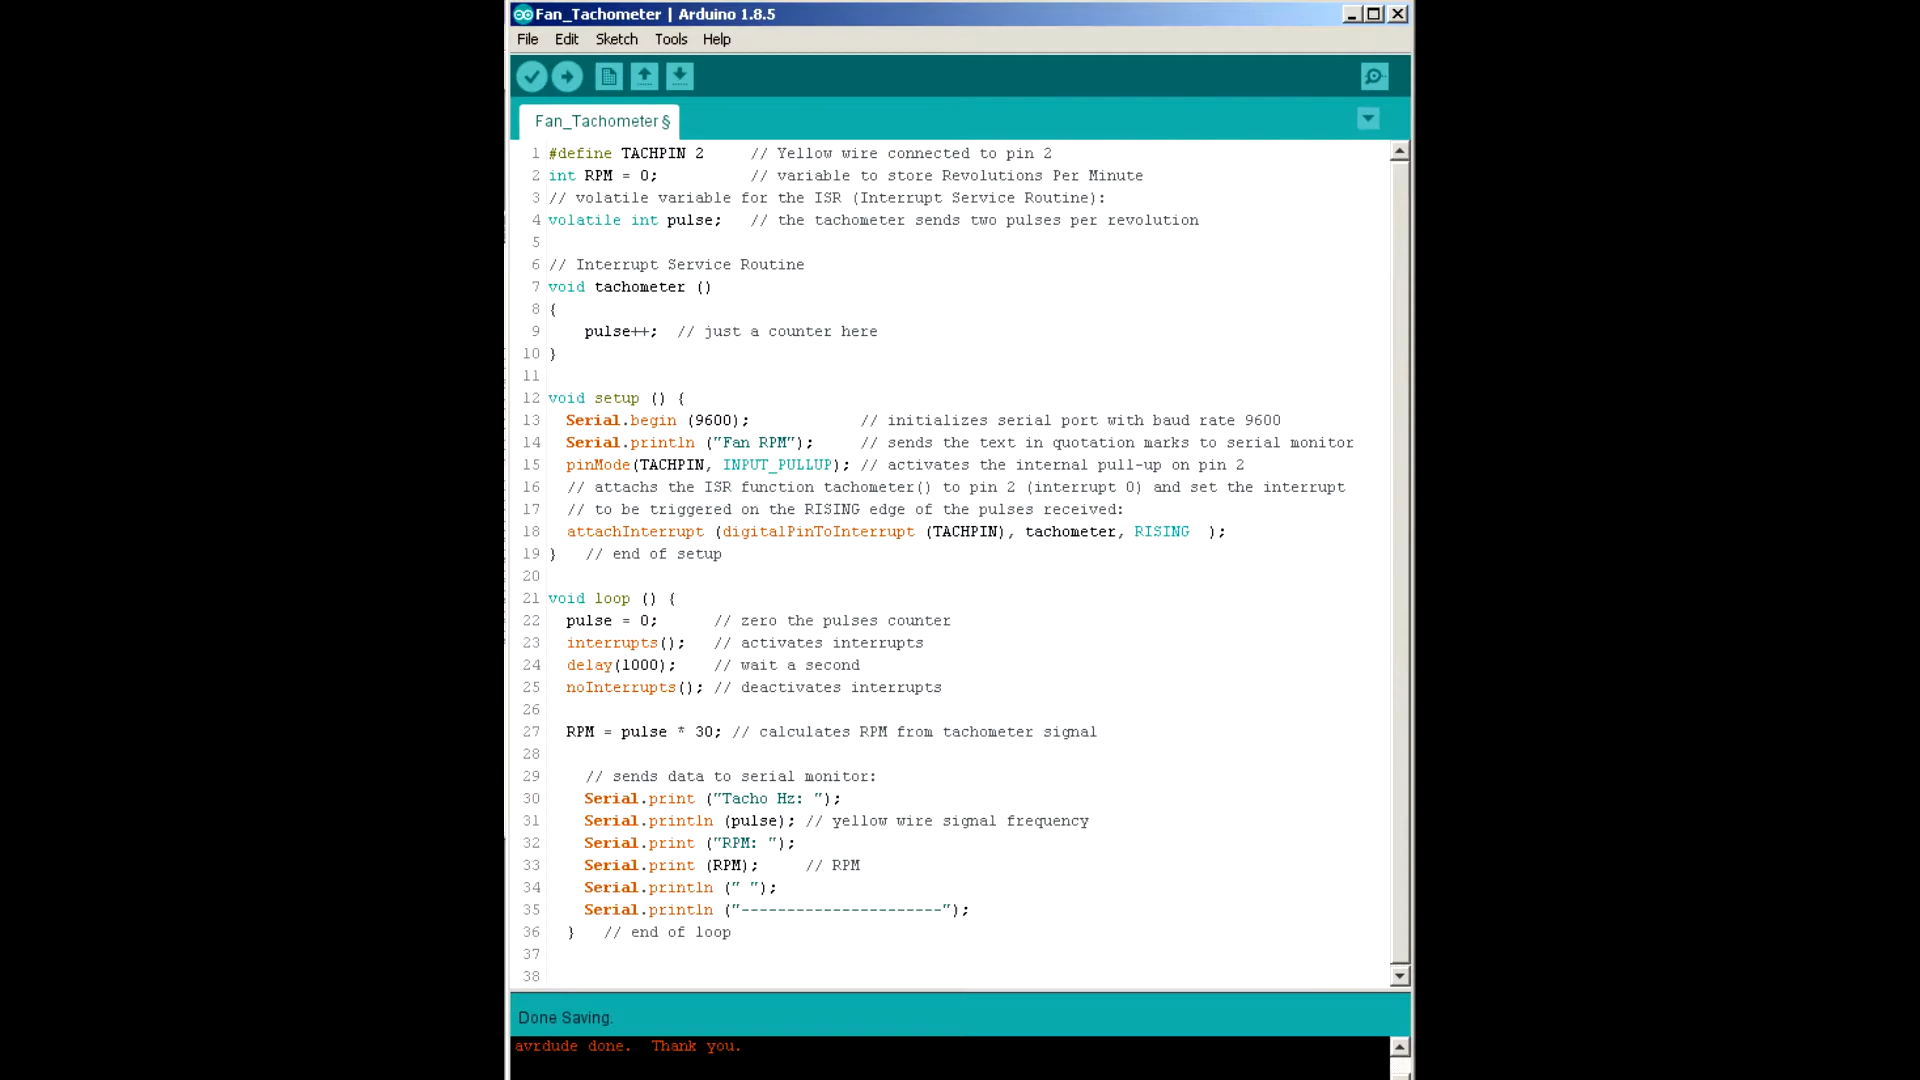 Fan_Tachometer | Arduino 1.8.5
File Edit Sketch Tools Help
Fan_Tachometer §
1 #define TACHPIN 2     // Yellow wire connected to pin 2
2 int RPM = 0;          // variable to store Revolutions Per Minute
3 // volatile variable for the ISR (Interrupt Service Routine):
4 volatile int pulse;   // the tachometer sends two pulses per revolution
5
6 // Interrupt Service Routine
7 void tachometer ()
8 {
9     pulse++;  // just a counter here
10 }
11
12 void setup () {
13   Serial.begin (9600);            // initializes serial port with baud rate 9600
14   Serial.println ("Fan RPM");     // sends the text in quotation marks to serial monitor
15   pinMode(TACHPIN, INPUT_PULLUP); // activates the internal pull-up on pin 2
16   // attachs the ISR function tachometer() to pin 2 (interrupt 0) and set the interrupt
17   // to be triggered on the RISING edge of the pulses received:
18   attachInterrupt (digitalPinToInterrupt (TACHPIN), tachometer, RISING  );
19 }   // end of setup
20
21 void loop () {
22   pulse = 0;      // zero the pulses counter
23   interrupts();   // activates interrupts
24   delay(1000);    // wait a second
25   noInterrupts(); // deactivates interrupts
26
27   RPM = pulse * 30; // calculates RPM from tachometer signal
28
29     // sends data to serial monitor:
30     Serial.print ("Tacho Hz: ");
31     Serial.println (pulse); // yellow wire signal frequency
32     Serial.print ("RPM: ");
33     Serial.print (RPM);     // RPM
34     Serial.println (" ");
35     Serial.println ("----------------------");
36   }   // end of loop
37
38
Done Saving.
avrdude done.  Thank you.